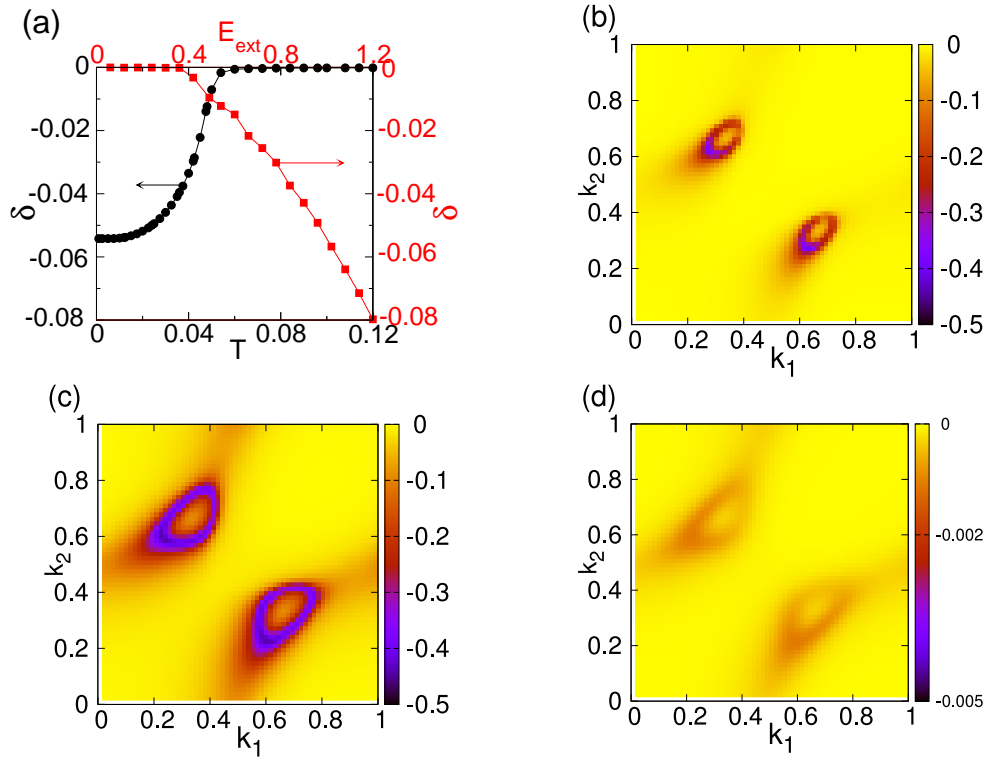 (a)
E_ext
0 0.4 0.8 1.2
0 0
-0.02 -0.02
-0.04 -0.04
-0.06 -0.06
-0.08 -0.08
δ δ
0 0.04 0.08 0.12
T
(b)
1 0
0.8 -0.1
0.6 -0.2
k_2
0.4 -0.3
0.2 -0.4
0 -0.5
0 0.2 0.4 0.6 0.8 1
k_1
(c)
1 0
0.8 -0.1
0.6 -0.2
k_2
0.4 -0.3
0.2 -0.4
0 -0.5
0 0.2 0.4 0.6 0.8 1
k_1
(d)
1 0
0.8
0.6 -0.002
k_2
0.4
0.2
0 -0.005
0 0.2 0.4 0.6 0.8 1
k_1